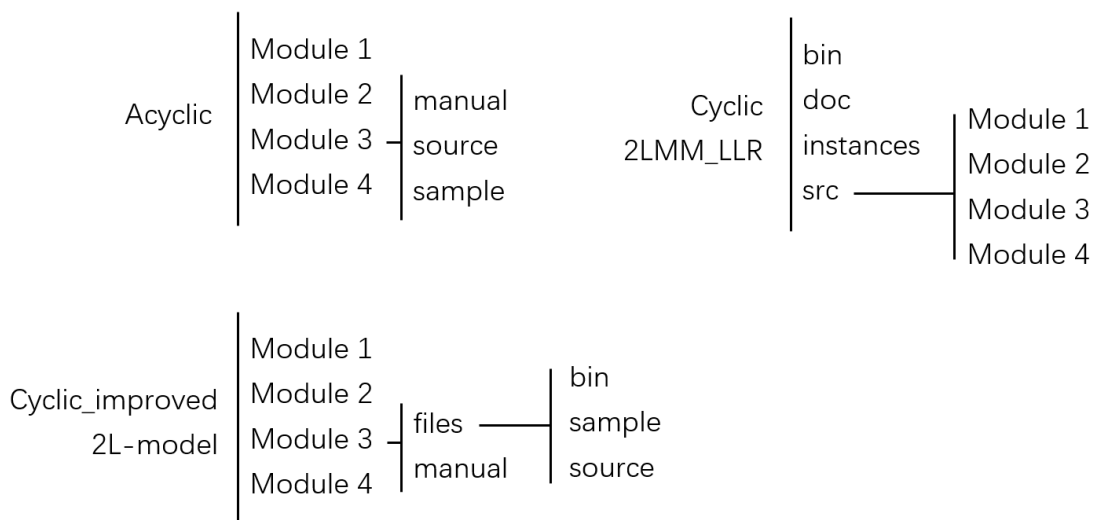 Acyclic
Module 1
Module 2
Module 3
Module 4
manual
source
sample
Cyclic
2LMM_LLR
bin
doc
instances
src
Module 1
Module 2
Module 3
Module 4
Cyclic_improved
2L-model
Module 1
Module 2
Module 3
Module 4
files
manual
bin
sample
source